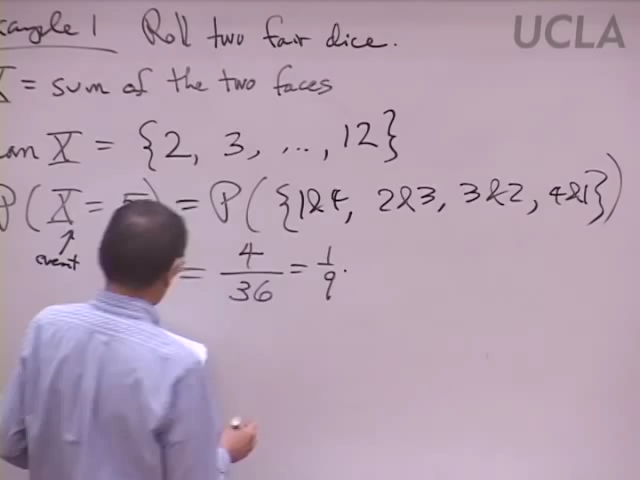 Example 1 Roll two fair dice.
UCLA
X = sum of the two faces
ran X = {2, 3, ..., 12}
P(X = 5) = P({1&4, 2&3, 3&2, 4&1})
event
= 4/36 = 1/9.